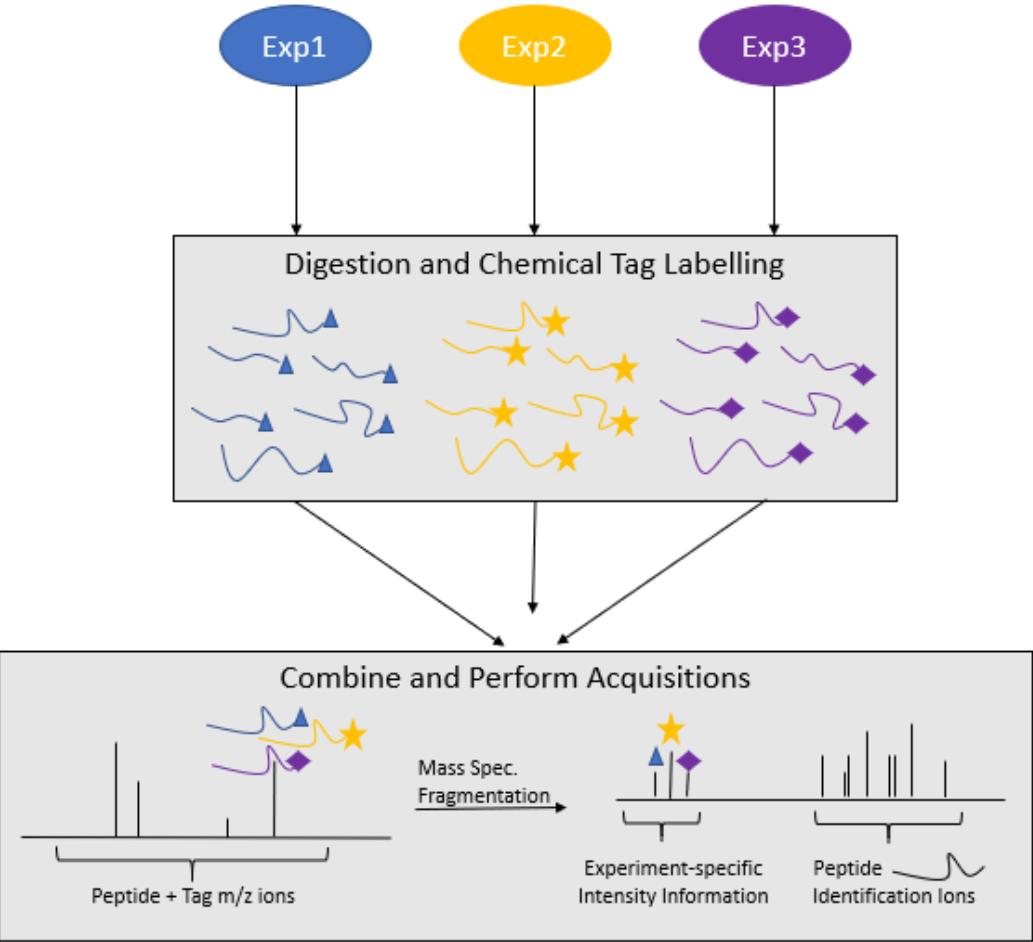 Exp1
Exp2
Exp3
Digestion and Chemical Tag Labelling
Combine and Perform Acquisitions
Mass Spec.
Fragmentation
Peptide + Tag m/z ions
Experiment-specific
Intensity Information
Peptide
Identification Ions